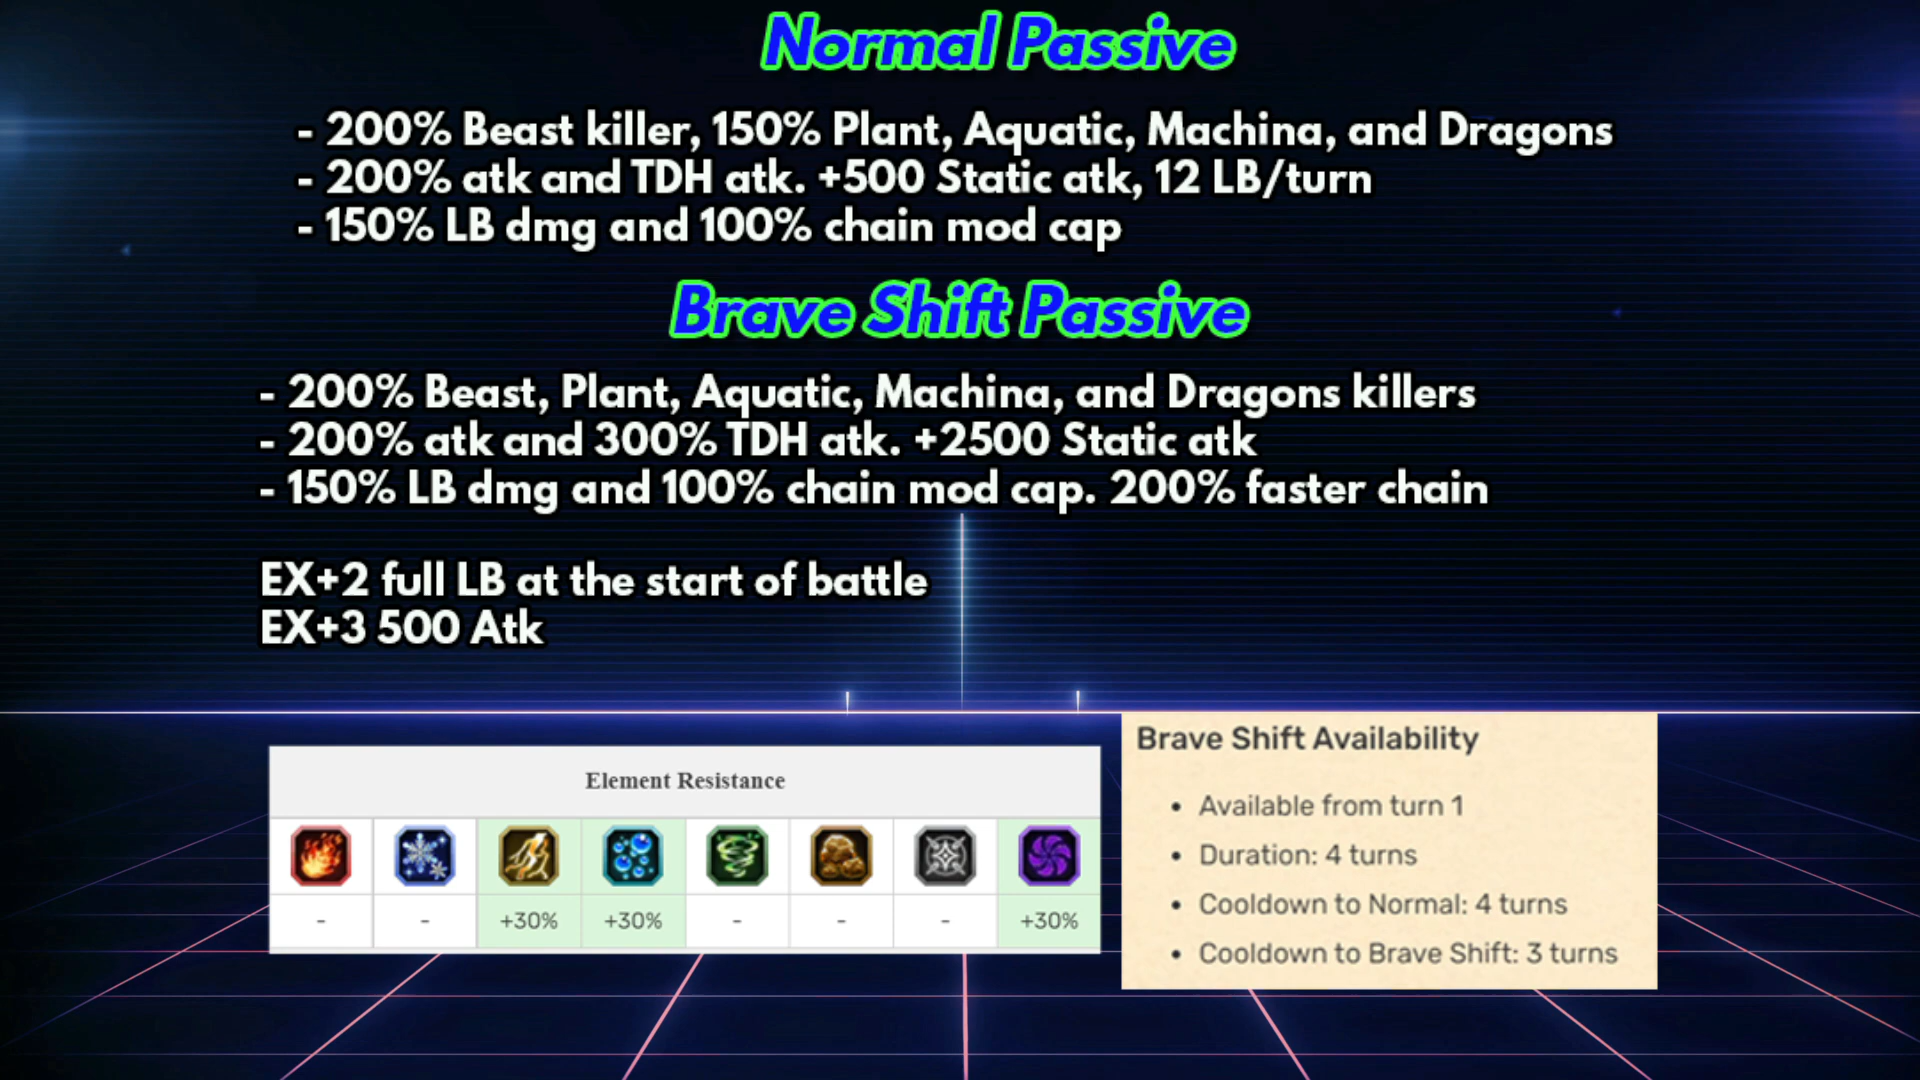 Normal Passive
- 200% Beast killer, 150% Plant, Aquatic, Machina, and Dragons
- 200% atk and TDH atk. +500 Static atk, 12 LB/turn
- 150% LB dmg and 100% chain mod cap
Brave Shift Passive
- 200% Beast, Plant, Aquatic, Machina, and Dragons killers
- 200% atk and 300% TDH atk. +2500 Static atk
- 150% LB dmg and 100% chain mod cap. 200% faster chain
EX+2 full LB at the start of battle
EX+3 500 Atk
Element Resistance
- - +30% +30% - - - +30%
Brave Shift Availability
• Available from turn 1
• Duration: 4 turns
• Cooldown to Normal: 4 turns
• Cooldown to Brave Shift: 3 turns